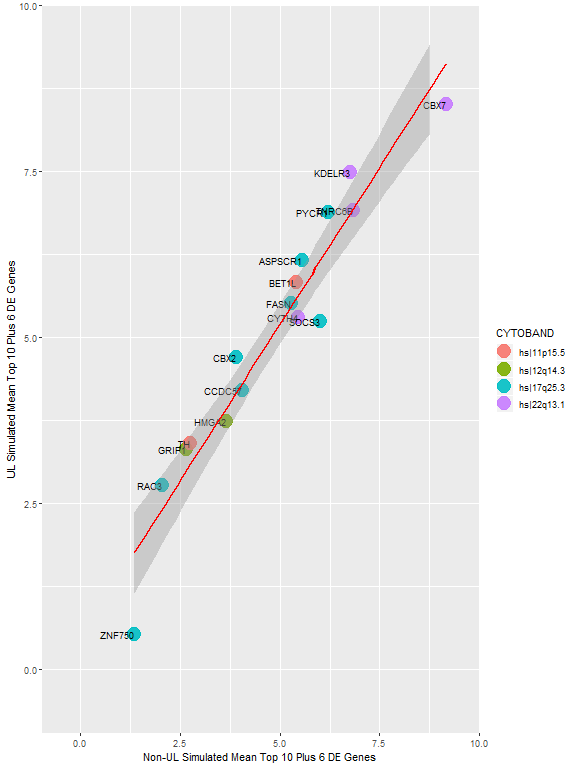 10.0
CBX7
7.5
KDELR3
PYCR1 TNRC6B
ASPSCR1
BET1L
FASN
CYTH4
SOCS3
5.0
CBX2
CCDC57
HMGA2
TH
GRIP1
RAC3
2.5
ZNF750
0.0
0.0 2.5 5.0 7.5 10.0
Non-UL Simulated Mean Top 10 Plus 6 DE Genes
UL Simulated Mean Top 10 Plus 6 DE Genes
CYTOBAND
hs|11p15.5
hs|12q14.3
hs|17q25.3
hs|22q13.1